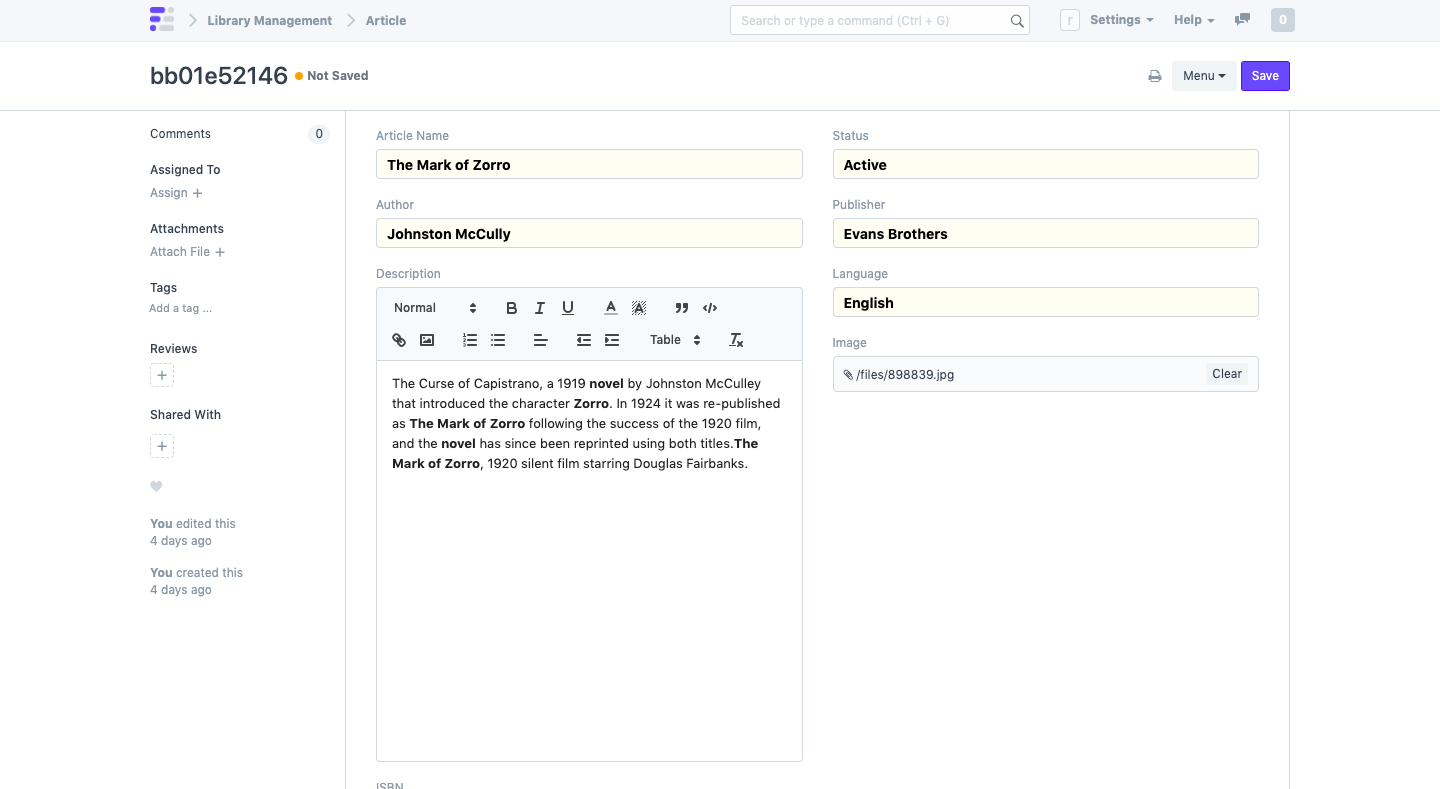 Library Management
Article
Search or type a command (Ctrl + G)
r
Settings
Help
0
bb01e52146
Not Saved
Menu
Save
Comments
0
Assigned To
Assign +
Attachments
Attach File +
Tags
Add a tag ...
Reviews
+
Shared With
+
You edited this
4 days ago
You created this
4 days ago
Article Name
The Mark of Zorro
Author
Johnston McCully
Description
Normal
B I U A A
Table
The Curse of Capistrano, a 1919 novel by Johnston McCulley
that introduced the character Zorro. In 1924 it was re-published
as The Mark of Zorro following the success of the 1920 film,
and the novel has since been reprinted using both titles.The
Mark of Zorro, 1920 silent film starring Douglas Fairbanks.
ISBN
Status
Active
Publisher
Evans Brothers
Language
English
Image
/files/898839.jpg
Clear